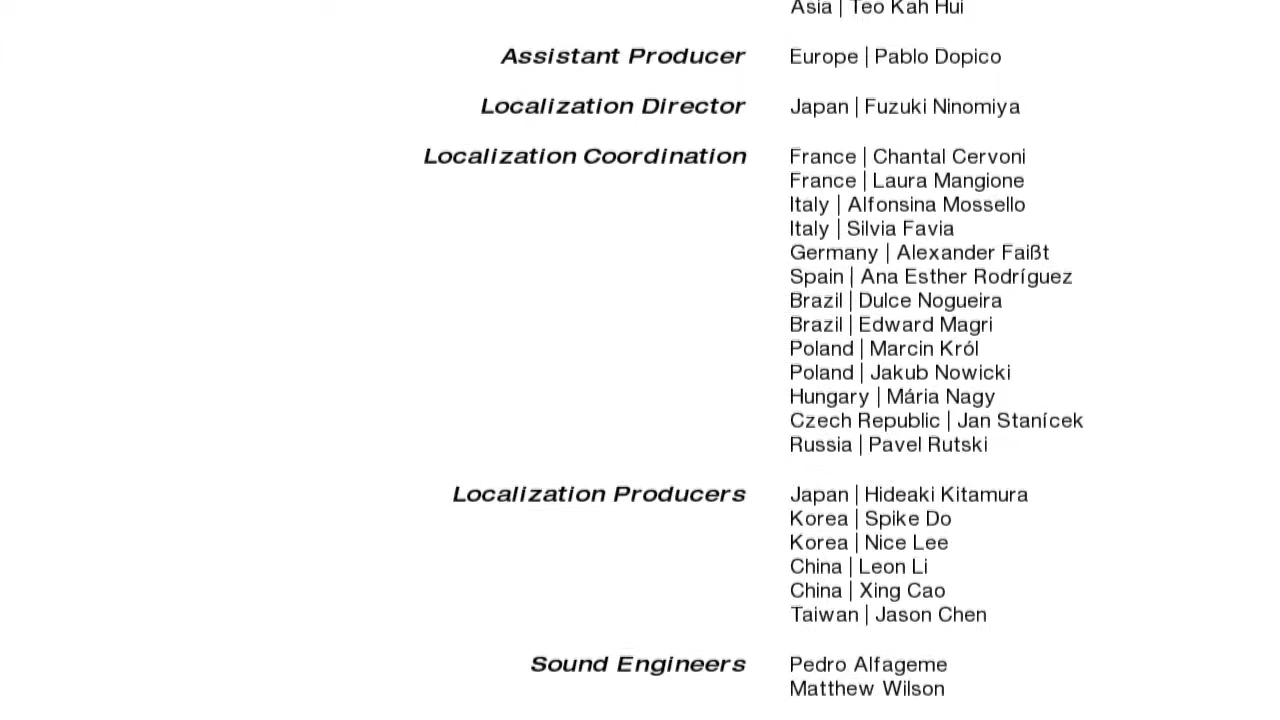 Asia | Teo Kah Hui
Assistant Producer Europe | Pablo Dopico
Localization Director Japan | Fuzuki Ninomiya
Localization Coordination France | Chantal Cervoni
France | Laura Mangione
Italy | Alfonsina Mossello
Italy | Silvia Favia
Germany | Alexander Faißt
Spain | Ana Esther Rodríguez
Brazil | Dulce Nogueira
Brazil | Edward Magri
Poland | Marcin Król
Poland | Jakub Nowicki
Hungary | Mária Nagy
Czech Republic | Jan Stanícek
Russia | Pavel Rutski
Localization Producers Japan | Hideaki Kitamura
Korea | Spike Do
Korea | Nice Lee
China | Leon Li
China | Xing Cao
Taiwan | Jason Chen
Sound Engineers Pedro Alfageme
Matthew Wilson